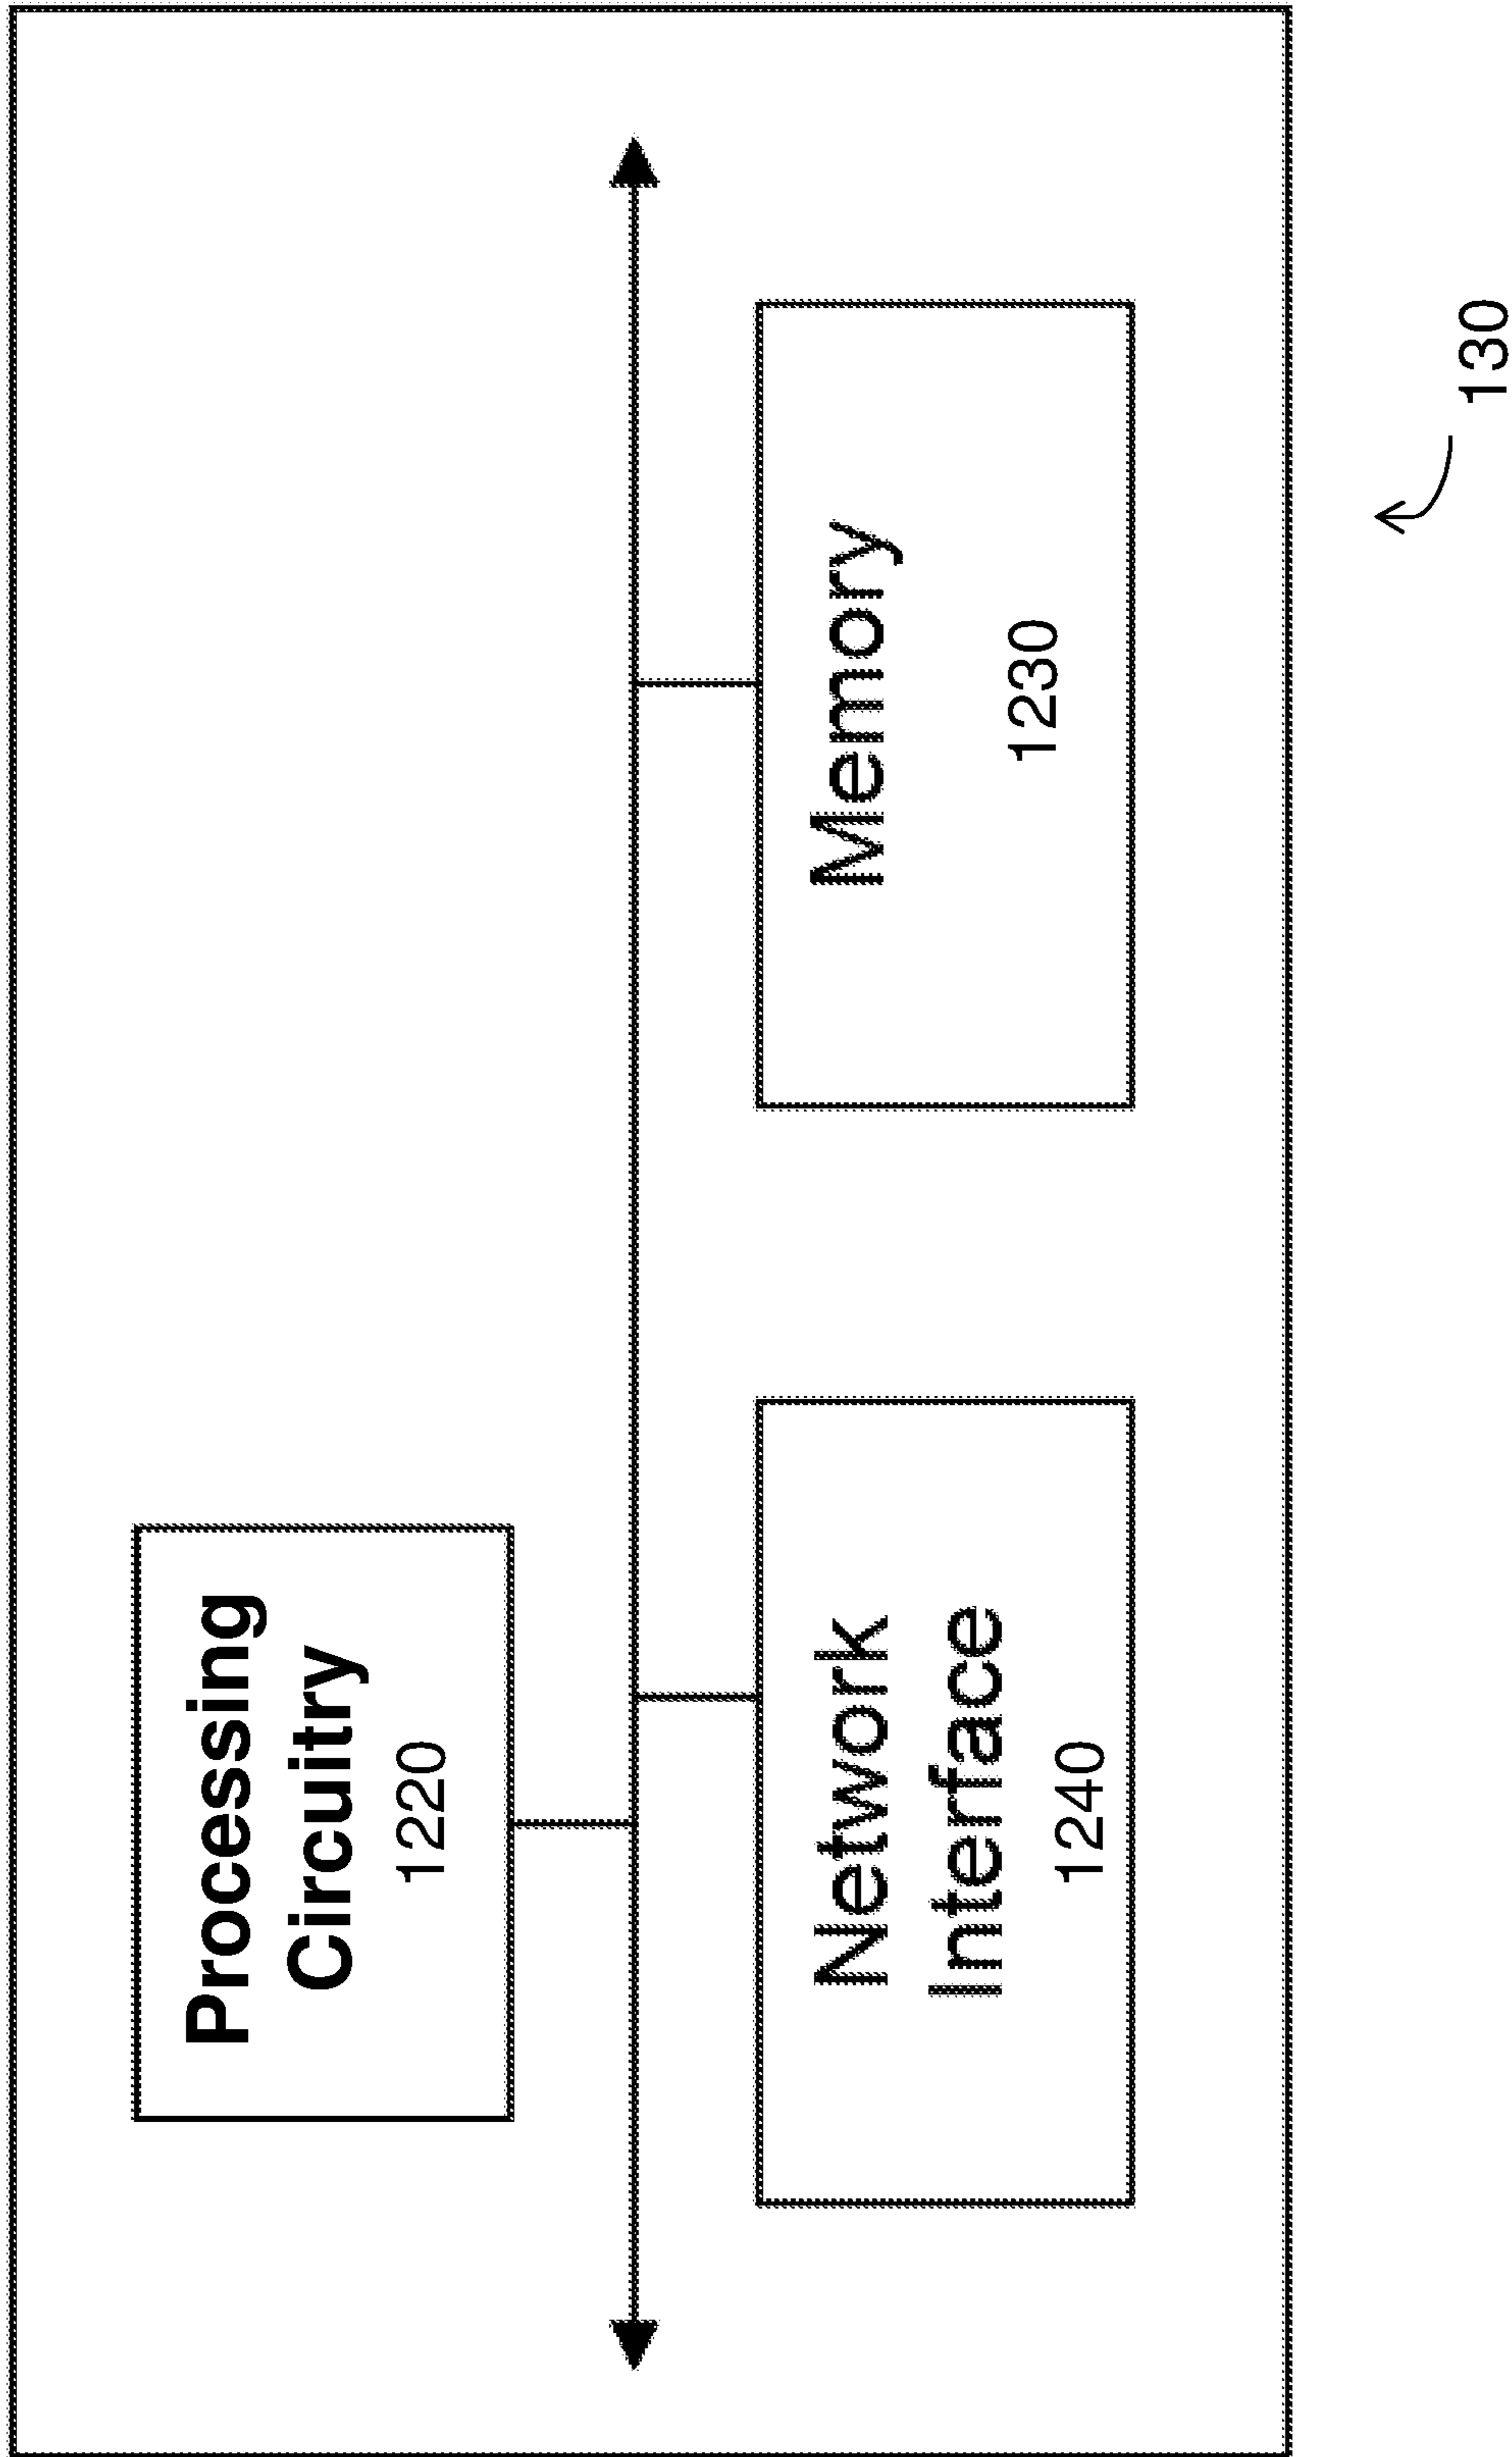 Processing
Circuitry
1220
Network
Interface
1240
Memory
1230
130